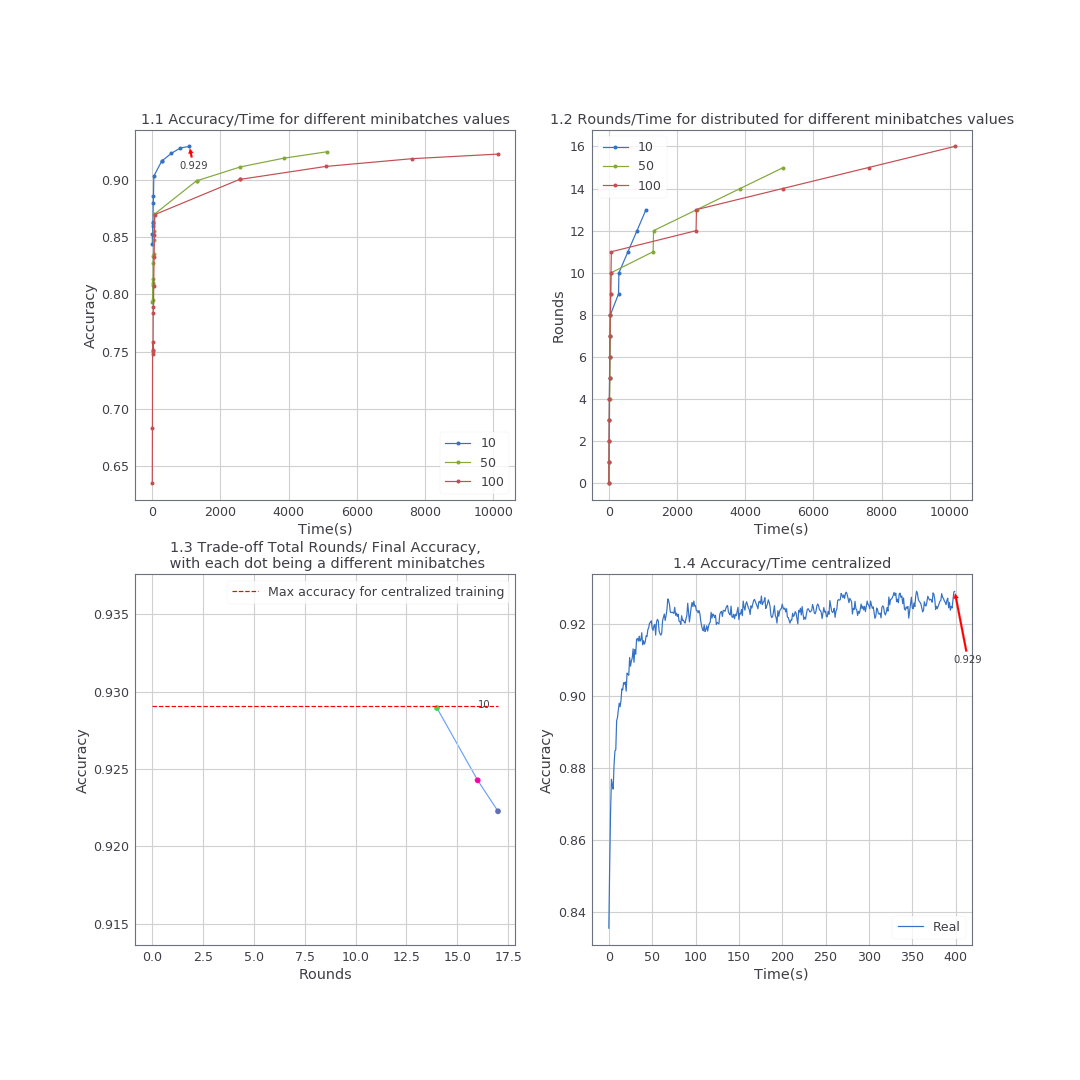 1.1 Accuracy/Time for different minibatches values
0.90
0.85
0.80
0.75
0.70
0.65
Accuracy
0.929
10
50
100
0 2000 4000 6000 8000 10000
Time(s)
1.2 Rounds/Time for distributed for different minibatches values
16
14
12
10
8
6
4
2
0
Rounds
10
50
100
0 2000 4000 6000 8000 10000
Time(s)
1.3 Trade-off Total Rounds/ Final Accuracy,
with each dot being a different minibatches
Max accuracy for centralized training
0.935
0.930
0.925
0.920
0.915
Accuracy
10
0.0 2.5 5.0 7.5 10.0 12.5 15.0 17.5
Rounds
1.4 Accuracy/Time centralized
0.92
0.90
0.88
0.86
0.84
Accuracy
0.929
Real
0 50 100 150 200 250 300 350 400
Time(s)